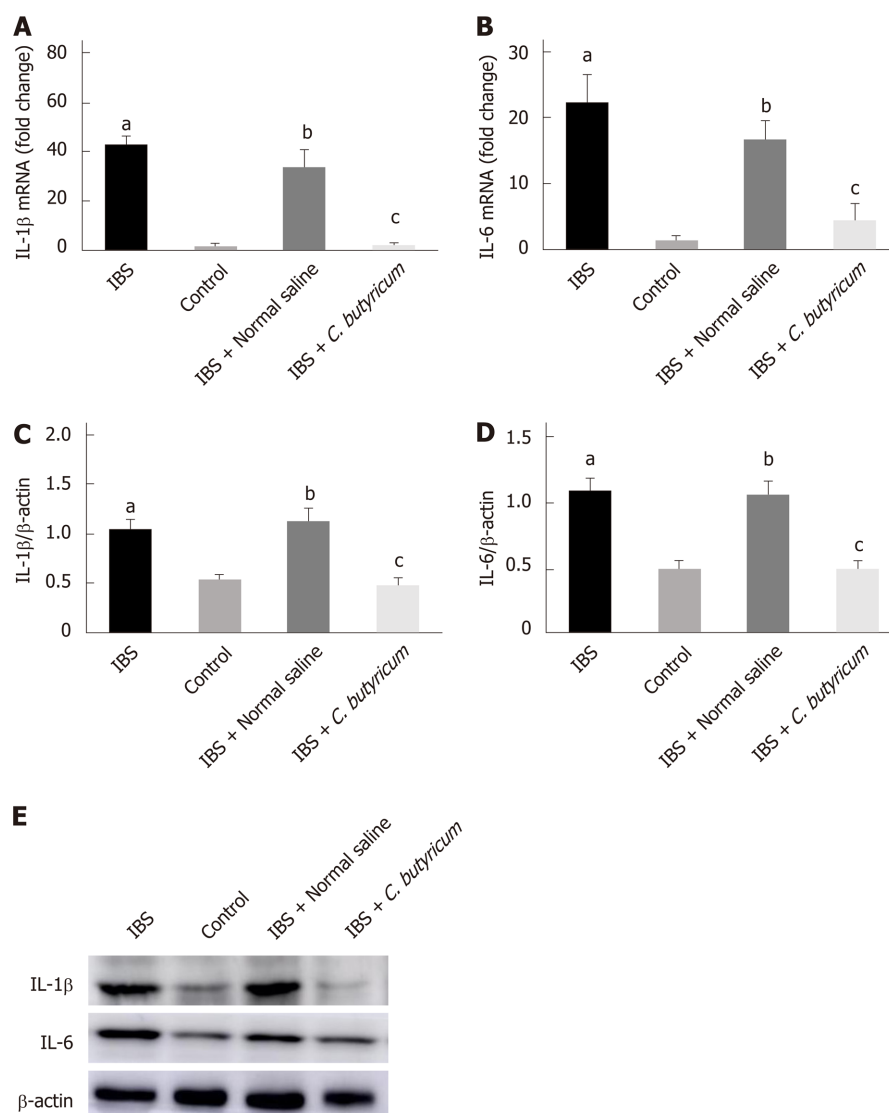 A
IL-1β mRNA (fold change)
80
60
40
20
0
a
b
c
IBS
Control
IBS + Normal saline
IBS + C. butyricum
B
IL-6 mRNA (fold change)
30
20
10
0
a
b
c
IBS
Control
IBS + Normal saline
IBS + C. butyricum
C
IL-1β/β-actin
2.0
1.5
1.0
0.5
0
a
b
c
IBS
Control
IBS + Normal saline
IBS + C. butyricum
D
IL-6/β-actin
1.5
1.0
0.5
0
a
b
c
IBS
Control
IBS + Normal saline
IBS + C. butyricum
E
IBS
Control
IBS + Normal saline
IBS + C. butyricum
IL-1β
IL-6
β-actin